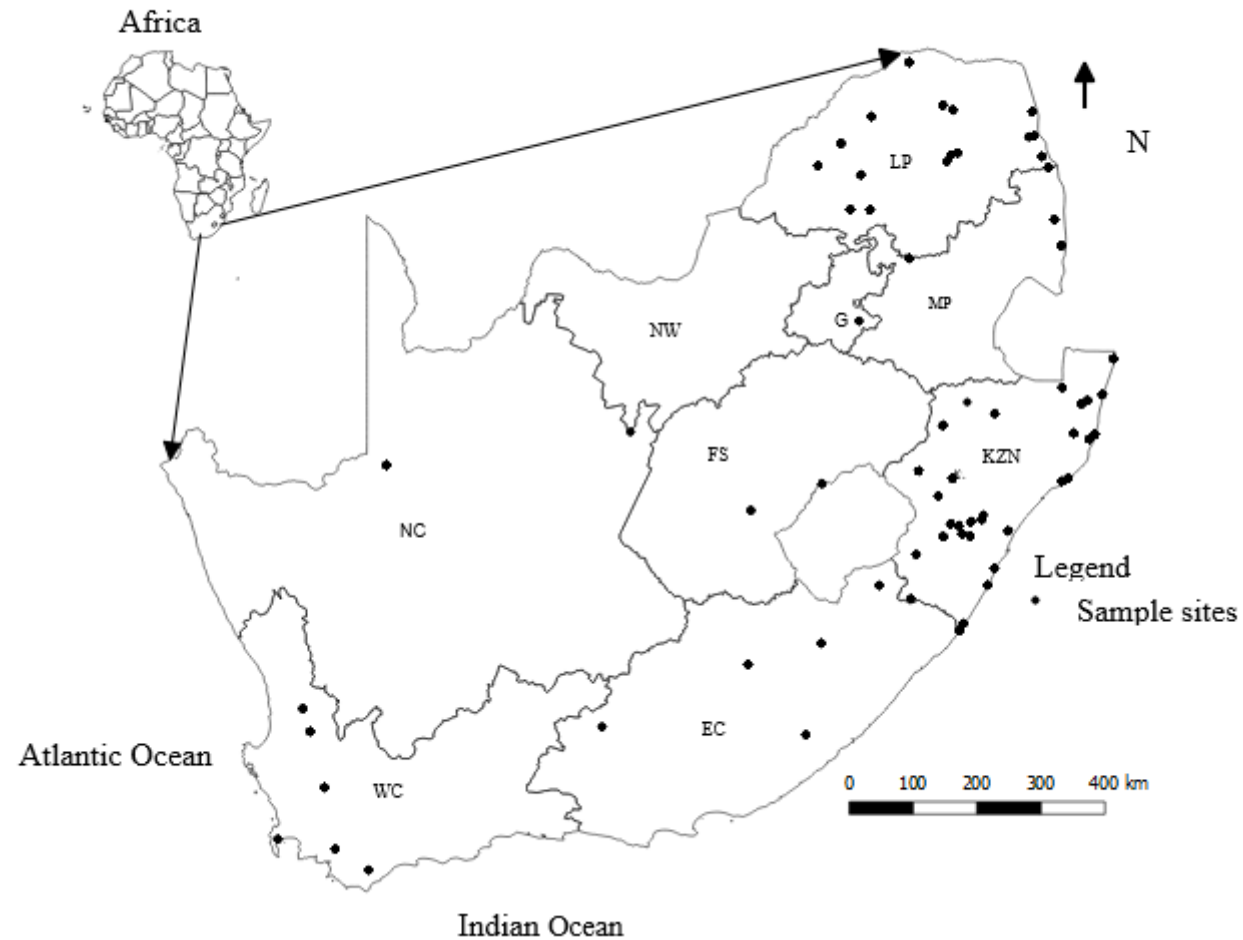 Africa
N
LP
MP
NW
G
FS
KZN
NC
Legend
Sample sites
EC
Atlantic Ocean
WC
0 100 200 300 400 km
Indian Ocean